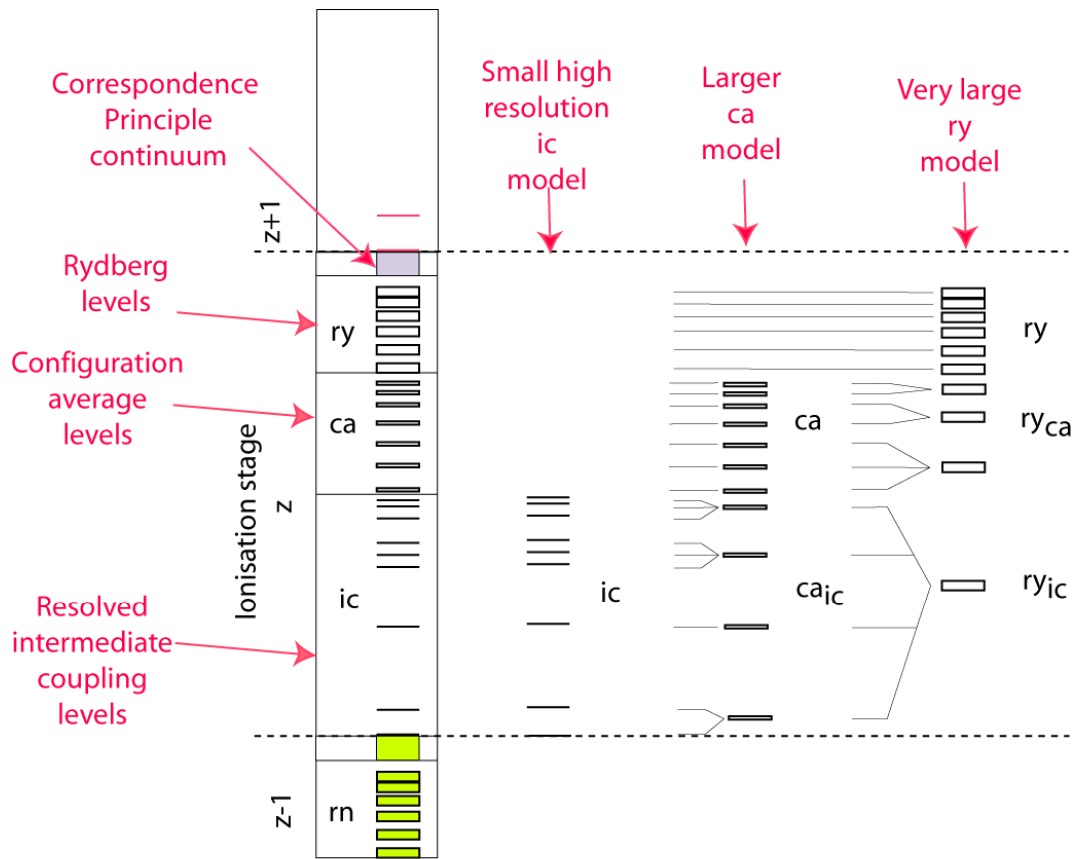 Correspondence
Principle
continuum
Small high
resolution
ic
model
Larger
ca
model
Very large
ry
model
z+1
Rydberg
levels
ry
ry
Configuration
average
levels
ca
ca
ry_ca
Ionisation stage
z
Resolved
intermediate
coupling
levels
ic
ic
ca_ic
ry_ic
z-1
rn